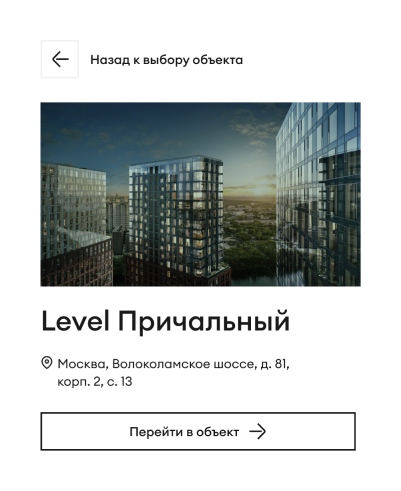 Назад к выбору объекта
Level Причальный
Москва, Волоколамское шоссе, д. 81,
корп. 2, с. 13
Перейти в объект